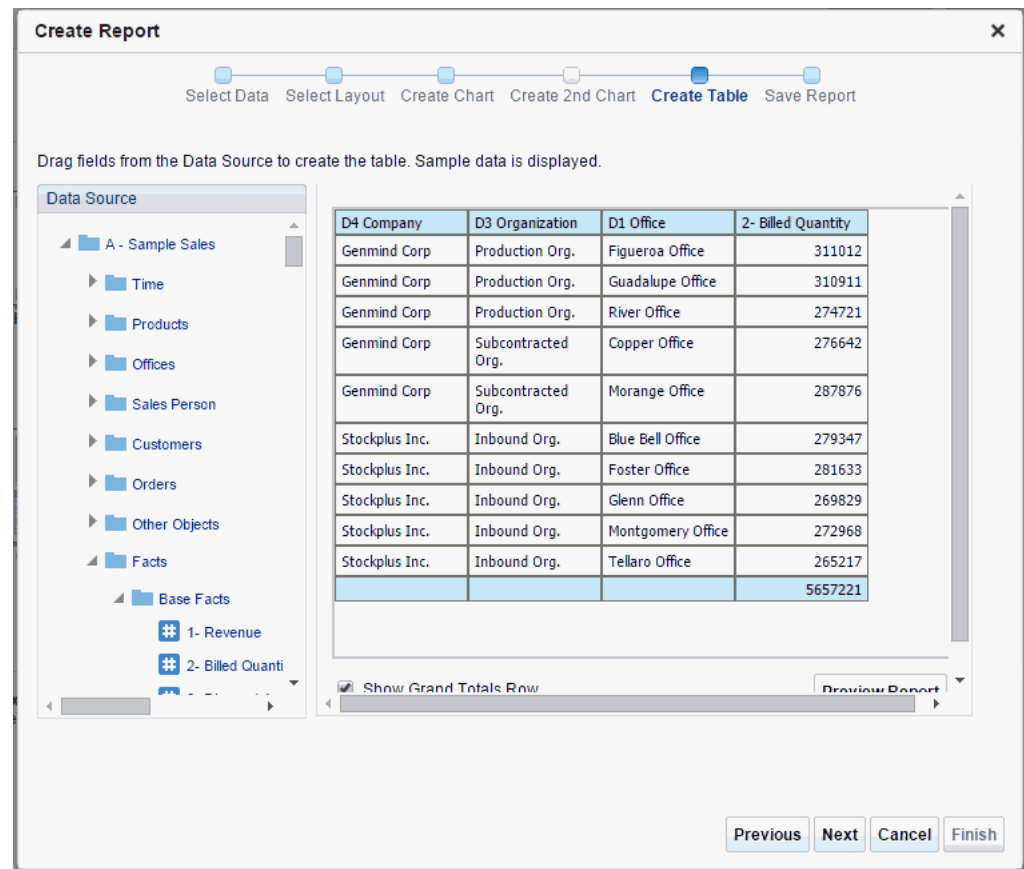 Create Report
Select Data Select Layout Create Chart Create 2nd Chart Create Table Save Report
Drag fields from the Data Source to create the table. Sample data is displayed.
Data Source
A - Sample Sales
Time
Products
Offices
Sales Person
Customers
Orders
Other Objects
Facts
Base Facts
1- Revenue
2- Billed Quanti
D4 Company D3 Organization D1 Office 2- Billed Quantity
Genmind Corp Production Org. Figueroa Office 311012
Genmind Corp Production Org. Guadalupe Office 310911
Genmind Corp Production Org. River Office 274721
Genmind Corp Subcontracted Org. Copper Office 276642
Genmind Corp Subcontracted Org. Morange Office 287876
Stockplus Inc. Inbound Org. Blue Bell Office 279347
Stockplus Inc. Inbound Org. Foster Office 281633
Stockplus Inc. Inbound Org. Glenn Office 269829
Stockplus Inc. Inbound Org. Montgomery Office 272968
Stockplus Inc. Inbound Org. Tellaro Office 265217
5657221
Show Grand Totals Row Preview Report
Previous Next Cancel Finish